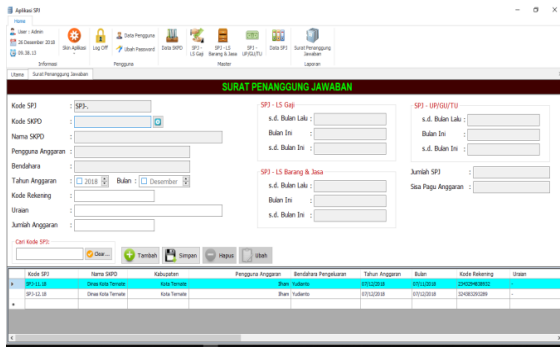 Aplikasi SPJ
Home
User : Admin
26 Desember 2018
08.38.13
Informasi
Skin Aplikasi
Log Off
Data Pengguna
Ubah Password
Pengguna
Data SKPD
SPJ - LS Gaji
SPJ - LS Barang & Jasa
SPJ - UP/GU/TU
Master
Data SPJ
Surat Penanggung Jawaban
Laporan
Utama Surat Penanggung Jawaban
SURAT PENANGGUNG JAWABAN
Kode SPJ : SPJ-.
Kode SKPD :
Nama SKPD :
Pengguna Anggaran :
Bendahara :
Tahun Anggaran : 2018 Bulan : Desember
Kode Rekening :
Uraian :
Jumlah Anggaran :
SPJ - LS Gaji
s.d. Bulan Lalu :
Bulan Ini :
s.d. Bulan Ini :
SPJ - LS Barang & Jasa
s.d. Bulan Lalu :
Bulan Ini :
s.d. Bulan Ini :
SPJ - UP/GU/TU
s.d. Bulan Lalu :
Bulan Ini :
s.d. Bulan Ini :
Jumlah SPJ :
Sisa Pagu Anggaran :
Cari Kode SPJ:
Clear...
Tambah Simpan Hapus Ubah
Kode SPJ Nama SKPD Kabupaten Pengguna Anggaran Bendahara Pengeluaran Tahun Anggaran Bulan Kode Rekening Uraian
SPJ-11.18 Dinas Kota Ternate Kota Ternate Ilham Yudianto 07/12/2018 07/11/2018 -
SPJ-12.18 Dinas Kota Ternate Kota Ternate Ilham Yudianto 07/12/2018 07/12/2018 -